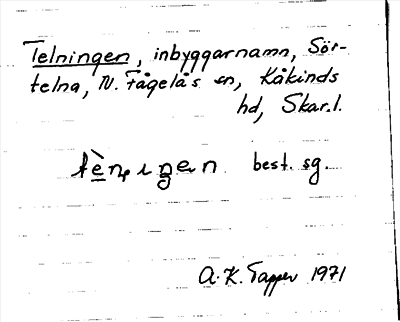 Telningen, inbyggarnamn, Sör-
telna, N. Fågelås sn, Kåkinds
hd, Skar.l.
best. sg.
A. K. Tapper 1971